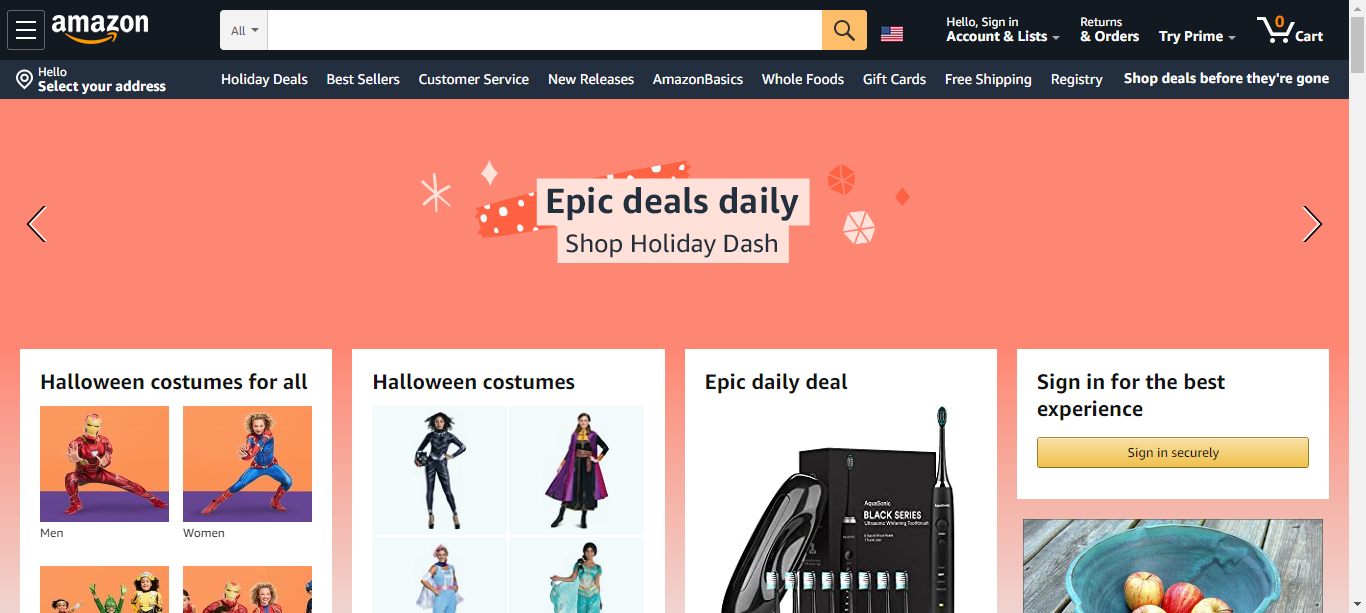 amazon
All
Hello, Sign in
Account & Lists
Returns
& Orders
Try Prime
0
Cart
Hello
Select your address
Holiday Deals
Best Sellers
Customer Service
New Releases
AmazonBasics
Whole Foods
Gift Cards
Free Shipping
Registry
Shop deals before they're gone
Epic deals daily
Shop Holiday Dash
Halloween costumes for all
Men
Women
Halloween costumes
Epic daily deal
AquaSonic
BLACK SERIES
Ultrasonic Whitening Toothbrush
Sign in for the best
experience
Sign in securely